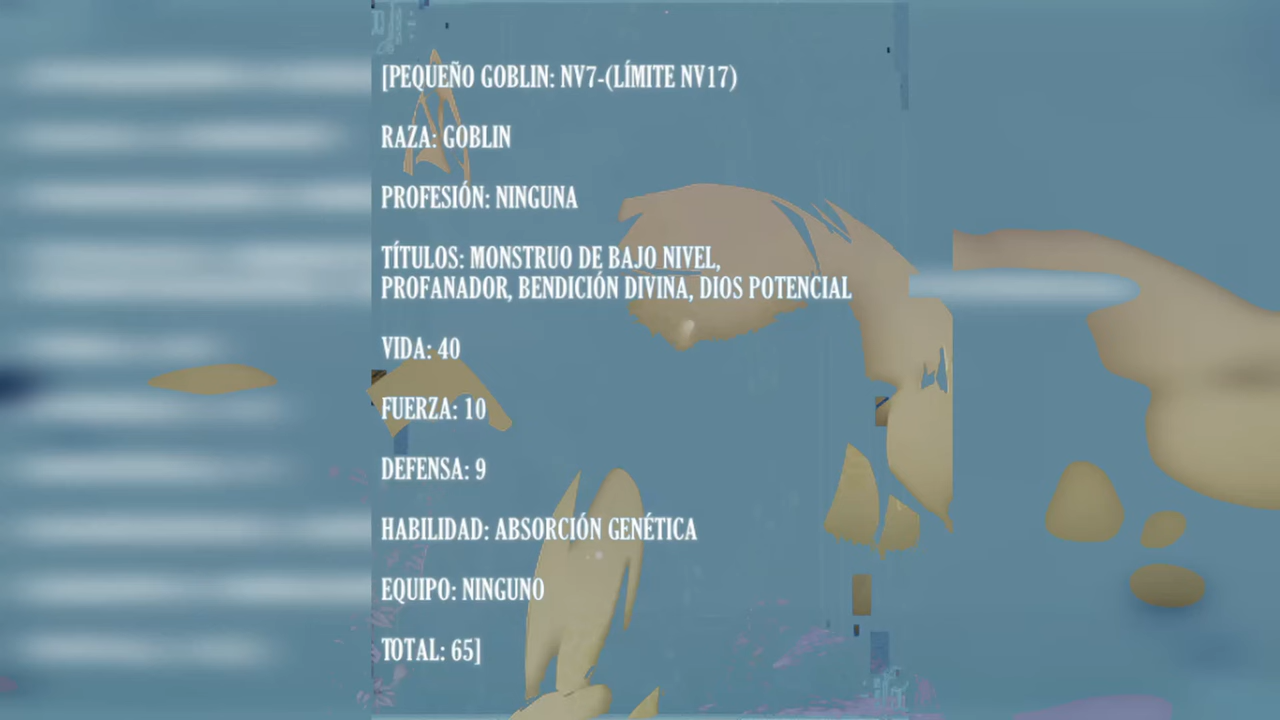 [PEQUEÑO GOBLIN: NV7-(LÍMITE NV17)
RAZA: GOBLIN
PROFESIÓN: NINGUNA
TÍTULOS: MONSTRUO DE BAJO NIVEL,
PROFANADOR, BENDICIÓN DIVINA, DIOS POTENCIAL
VIDA: 40
FUERZA: 10
DEFENSA: 9
HABILIDAD: ABSORCIÓN GENÉTICA
EQUIPO: NINGUNO
TOTAL: 65]